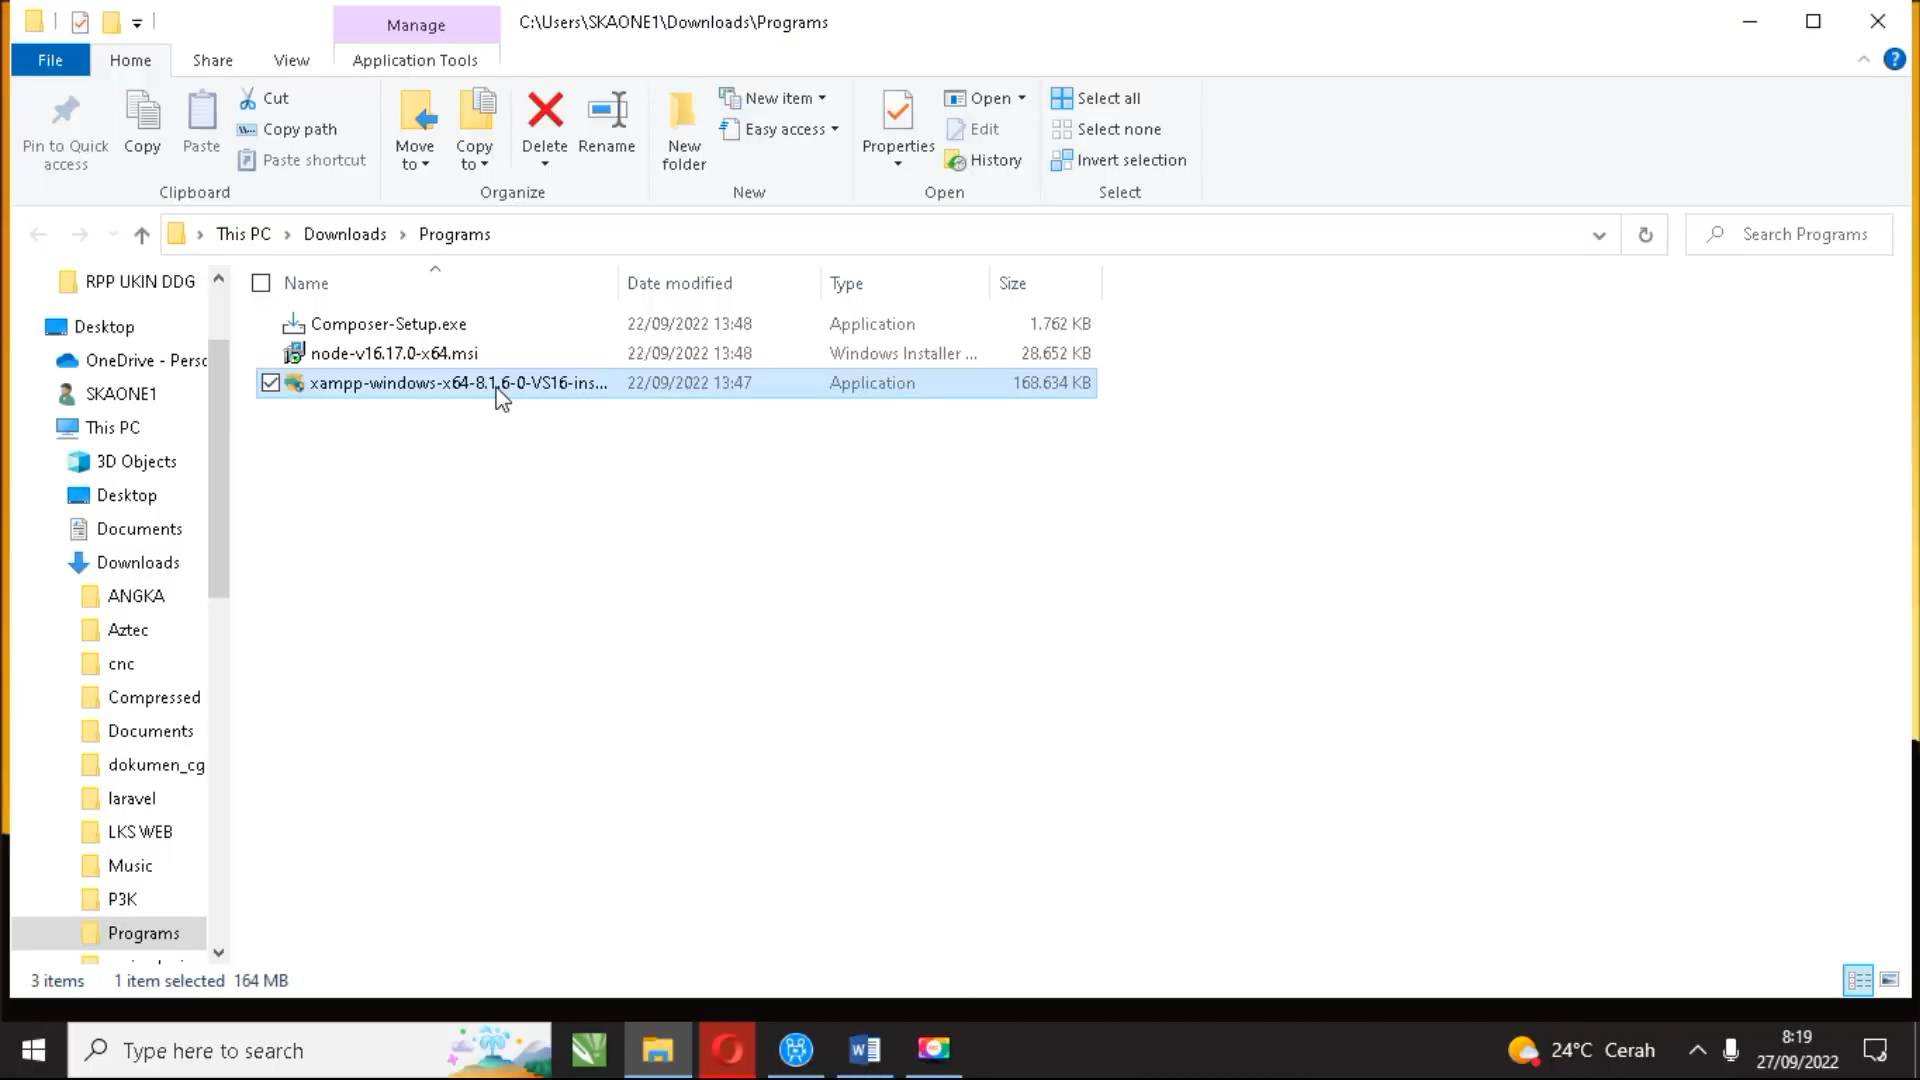 Manage
C:\Users\SKAONE1\Downloads\Programs
File
Home
Share
View
Application Tools
Pin to Quick access
Copy
Paste
Cut
Copy path
Paste shortcut
Clipboard
Move to
Copy to
Delete
Rename
Organize
New folder
New item
Easy access
New
Properties
Open
Edit
History
Open
Select all
Select none
Invert selection
Select
This PC > Downloads > Programs
Search Programs
Name
Date modified
Type
Size
Composer-Setup.exe 22/09/2022 13:48 Application 1.762 KB
node-v16.17.0-x64.msi 22/09/2022 13:48 Windows Installer ... 28.652 KB
xampp-windows-x64-8.1.6-0-VS16-ins... 22/09/2022 13:47 Application 168.634 KB
RPP UKIN DDG
Desktop
OneDrive - Perso
SKAONE1
This PC
3D Objects
Desktop
Documents
Downloads
ANGKA
Aztec
cnc
Compressed
Documents
dokumen_cg
laravel
LKS WEB
Music
P3K
Programs
3 items 1 item selected 164 MB
Type here to search
24°C Cerah
8:19
27/09/2022